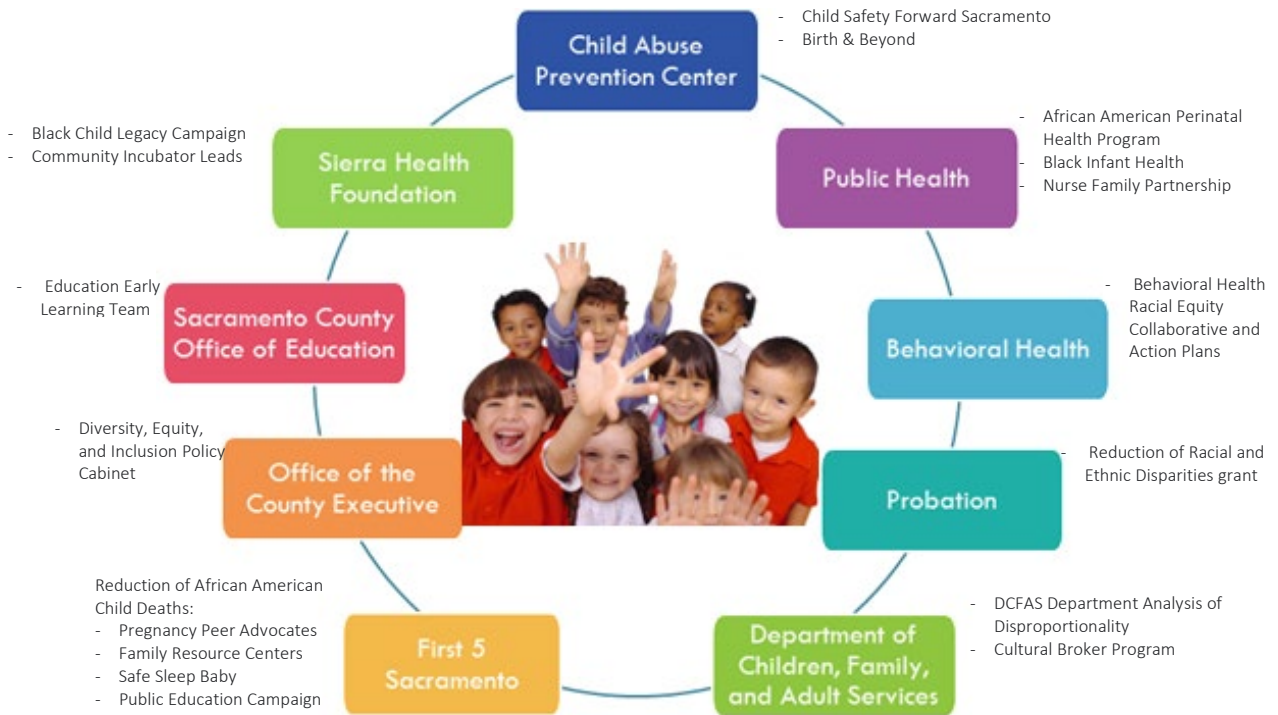 Child Abuse
Prevention Center
- Child Safety Forward Sacramento
- Birth & Beyond
Public Health
- African American Perinatal
Health Program
- Black Infant Health
- Nurse Family Partnership
Behavioral Health
- Behavioral Health
Racial Equity
Collaborative and
Action Plans
Probation
- Reduction of Racial and
Ethnic Disparities grant
Department of
Children, Family,
and Adult Services
- DCFAS Department Analysis of
Disproportionality
- Cultural Broker Program
First 5
Sacramento
Reduction of African American
Child Deaths:
- Pregnancy Peer Advocates
- Family Resource Centers
- Safe Sleep Baby
- Public Education Campaign
Office of the
County Executive
- Diversity, Equity,
and Inclusion Policy
Cabinet
Sacramento County
Office of Education
- Education Early
Learning Team
Sierra Health
Foundation
- Black Child Legacy Campaign
- Community Incubator Leads